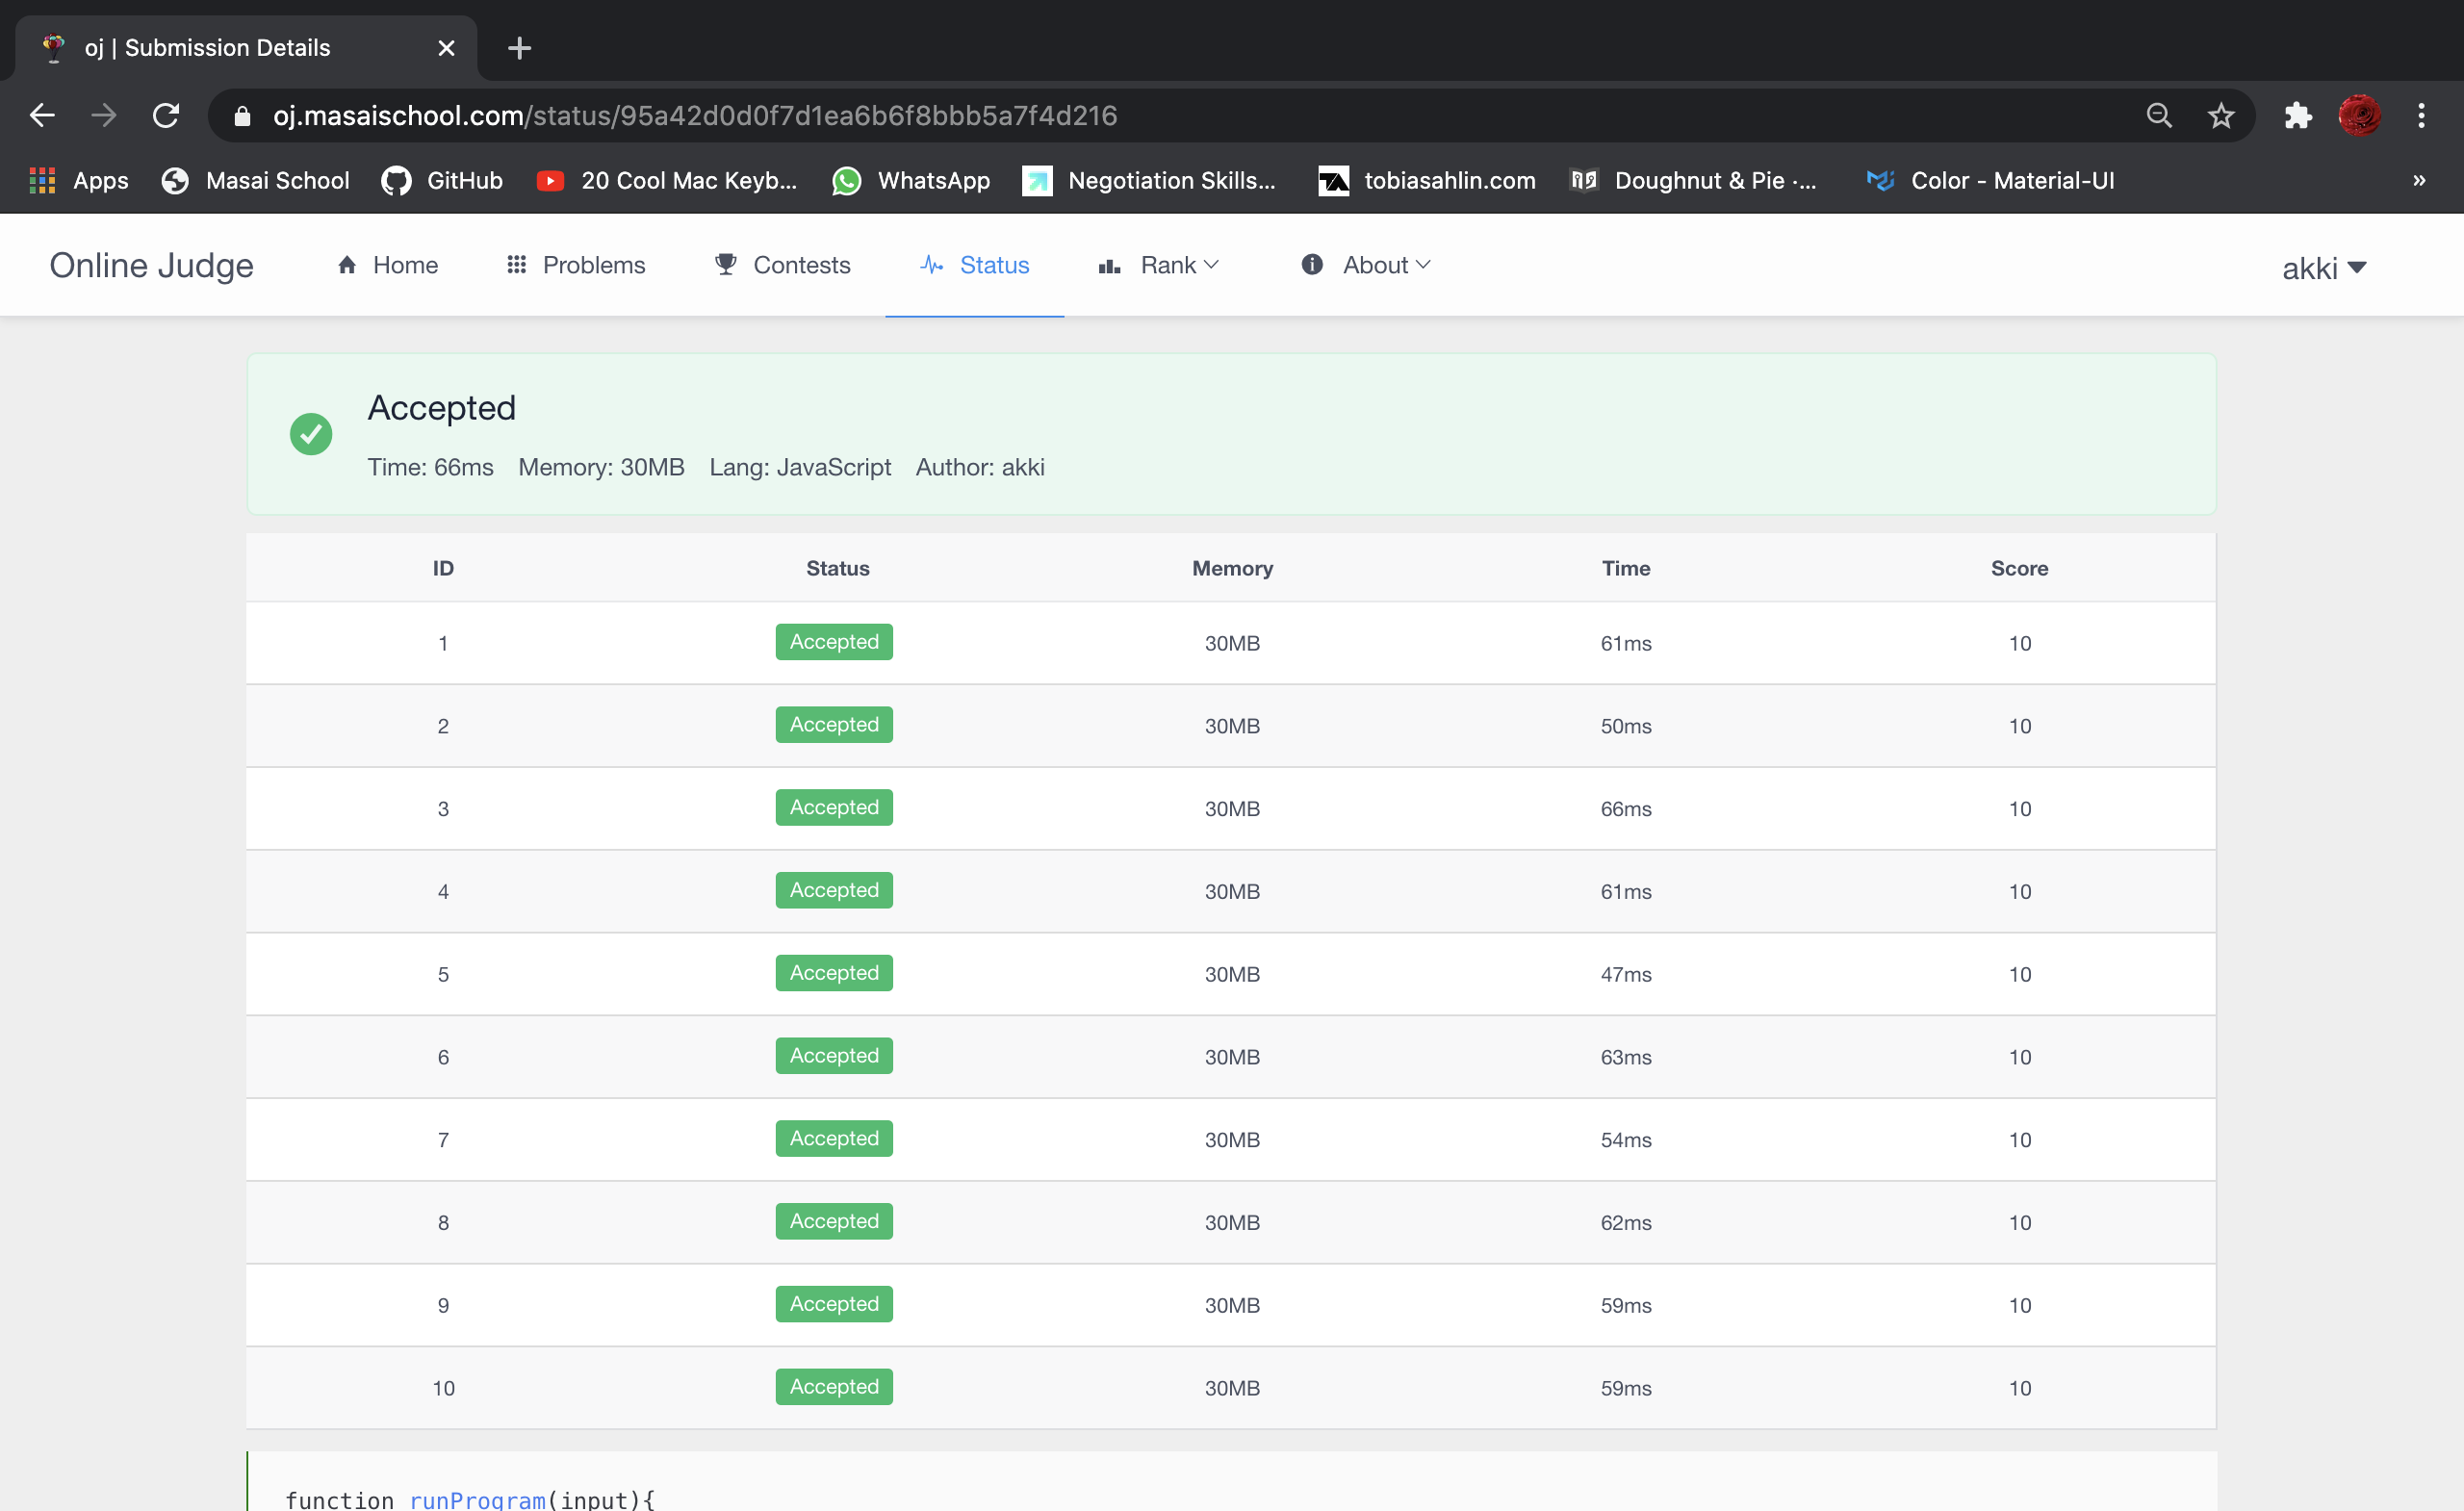 oj | Submission Details
oj.masaischool.com/status/95a42d0d0f7d1ea6b6f8bbb5a7f4d216
Apps Masai School GitHub 20 Cool Mac Keyb... WhatsApp Negotiation Skills... tobiasahlin.com Doughnut & Pie ·... Color - Material-UI »
Online Judge Home Problems Contests Status Rank About akki
Accepted
Time: 66ms Memory: 30MB Lang: JavaScript Author: akki
ID Status Memory Time Score
1 Accepted 30MB 61ms 10
2 Accepted 30MB 50ms 10
3 Accepted 30MB 66ms 10
4 Accepted 30MB 61ms 10
5 Accepted 30MB 47ms 10
6 Accepted 30MB 63ms 10
7 Accepted 30MB 54ms 10
8 Accepted 30MB 62ms 10
9 Accepted 30MB 59ms 10
10 Accepted 30MB 59ms 10
function runProgram(input){